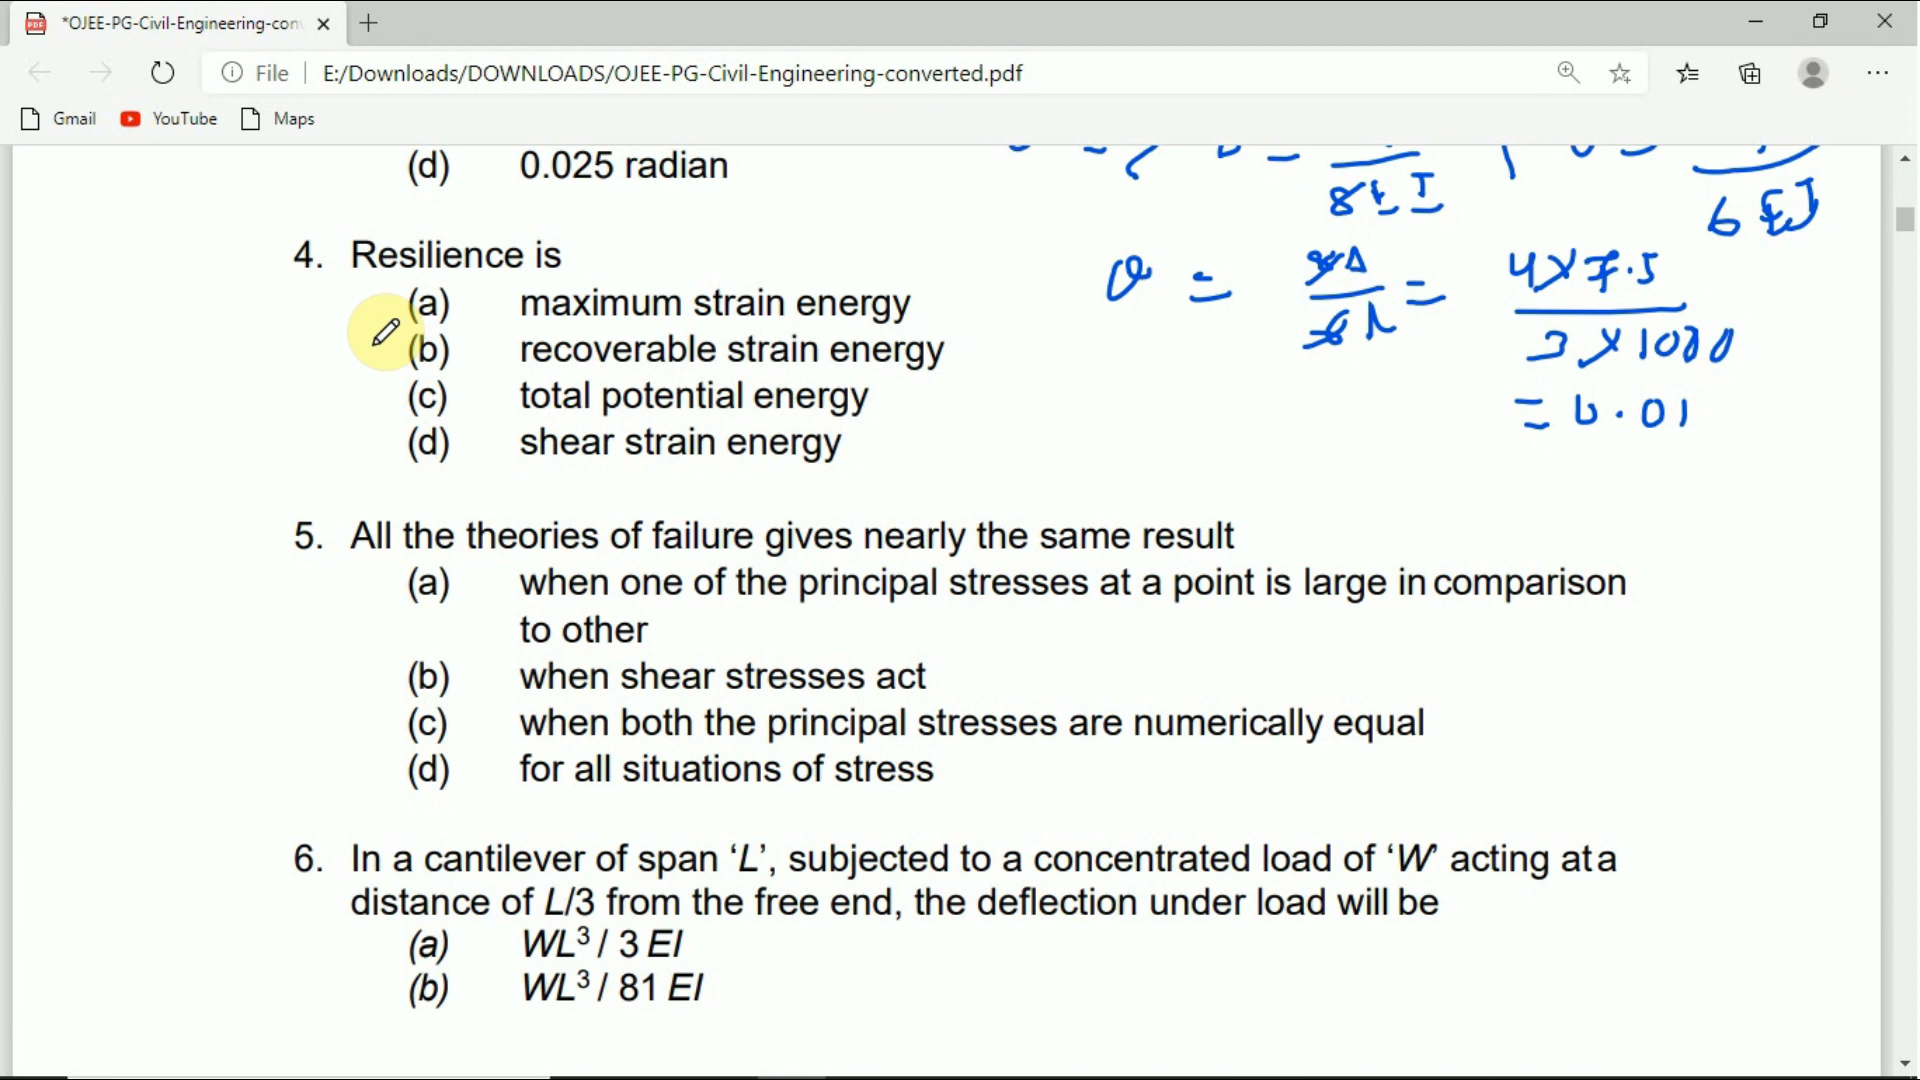 *OJEE-PG-Civil-Engineering-con
File
E:/Downloads/DOWNLOADS/OJEE-PG-Civil-Engineering-converted.pdf
Gmail
YouTube
Maps
(d) 0.025 radian
8EI
6EI
4. Resilience is
(a) maximum strain energy
(b) recoverable strain energy
(c) total potential energy
(d) shear strain energy
θ = = 4×7.5
3×1000
= 0.01
5. All the theories of failure gives nearly the same result
(a) when one of the principal stresses at a point is large in comparison
to other
(b) when shear stresses act
(c) when both the principal stresses are numerically equal
(d) for all situations of stress
6. In a cantilever of span ‘L’, subjected to a concentrated load of ‘W’ acting at a
distance of L/3 from the free end, the deflection under load will be
(a) WL³ / 3 EI
(b) WL³ / 81 EI